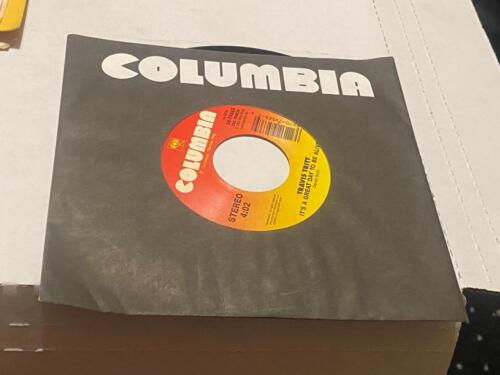 COLUMBIA
COLUMBIA
STEREO
4:02
TRAVIS TRITT
IT'S A GREAT DAY TO BE ALIVE